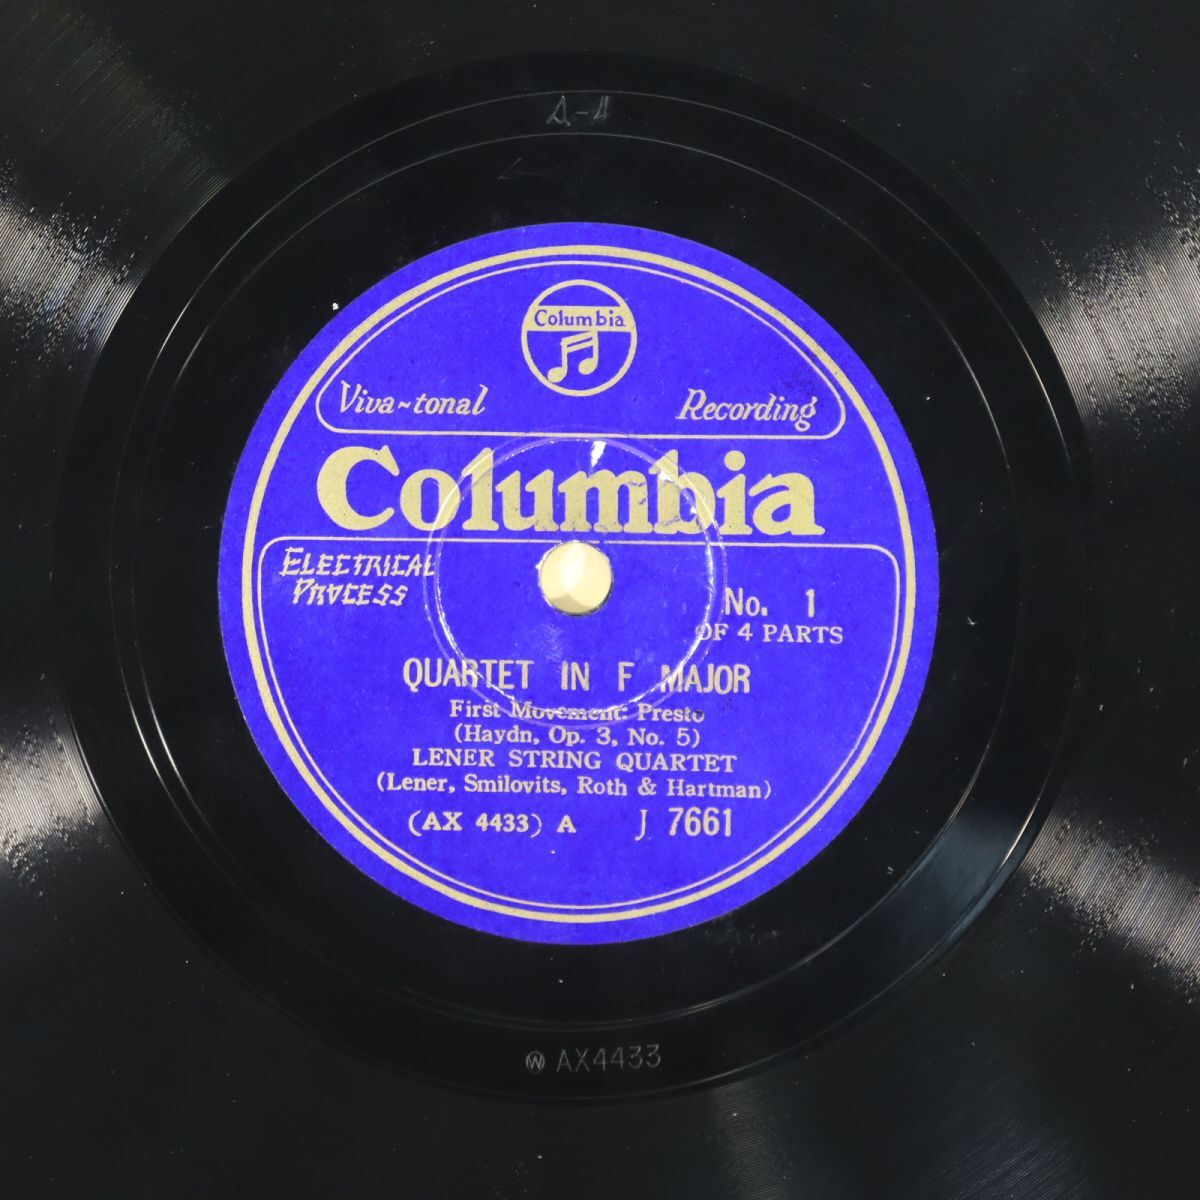 A-1
Columbia
Viva-tonal Recording
Columbia
ELECTRICAL
PROCESS
No. 1
OF 4 PARTS
QUARTET IN F MAJOR
First Movement: Presto
(Haydn, Op. 3, No. 5)
LENER STRING QUARTET
(Lener, Smilovits, Roth & Hartman)
(AX 4433) A J 7661
Ⓦ AX4433